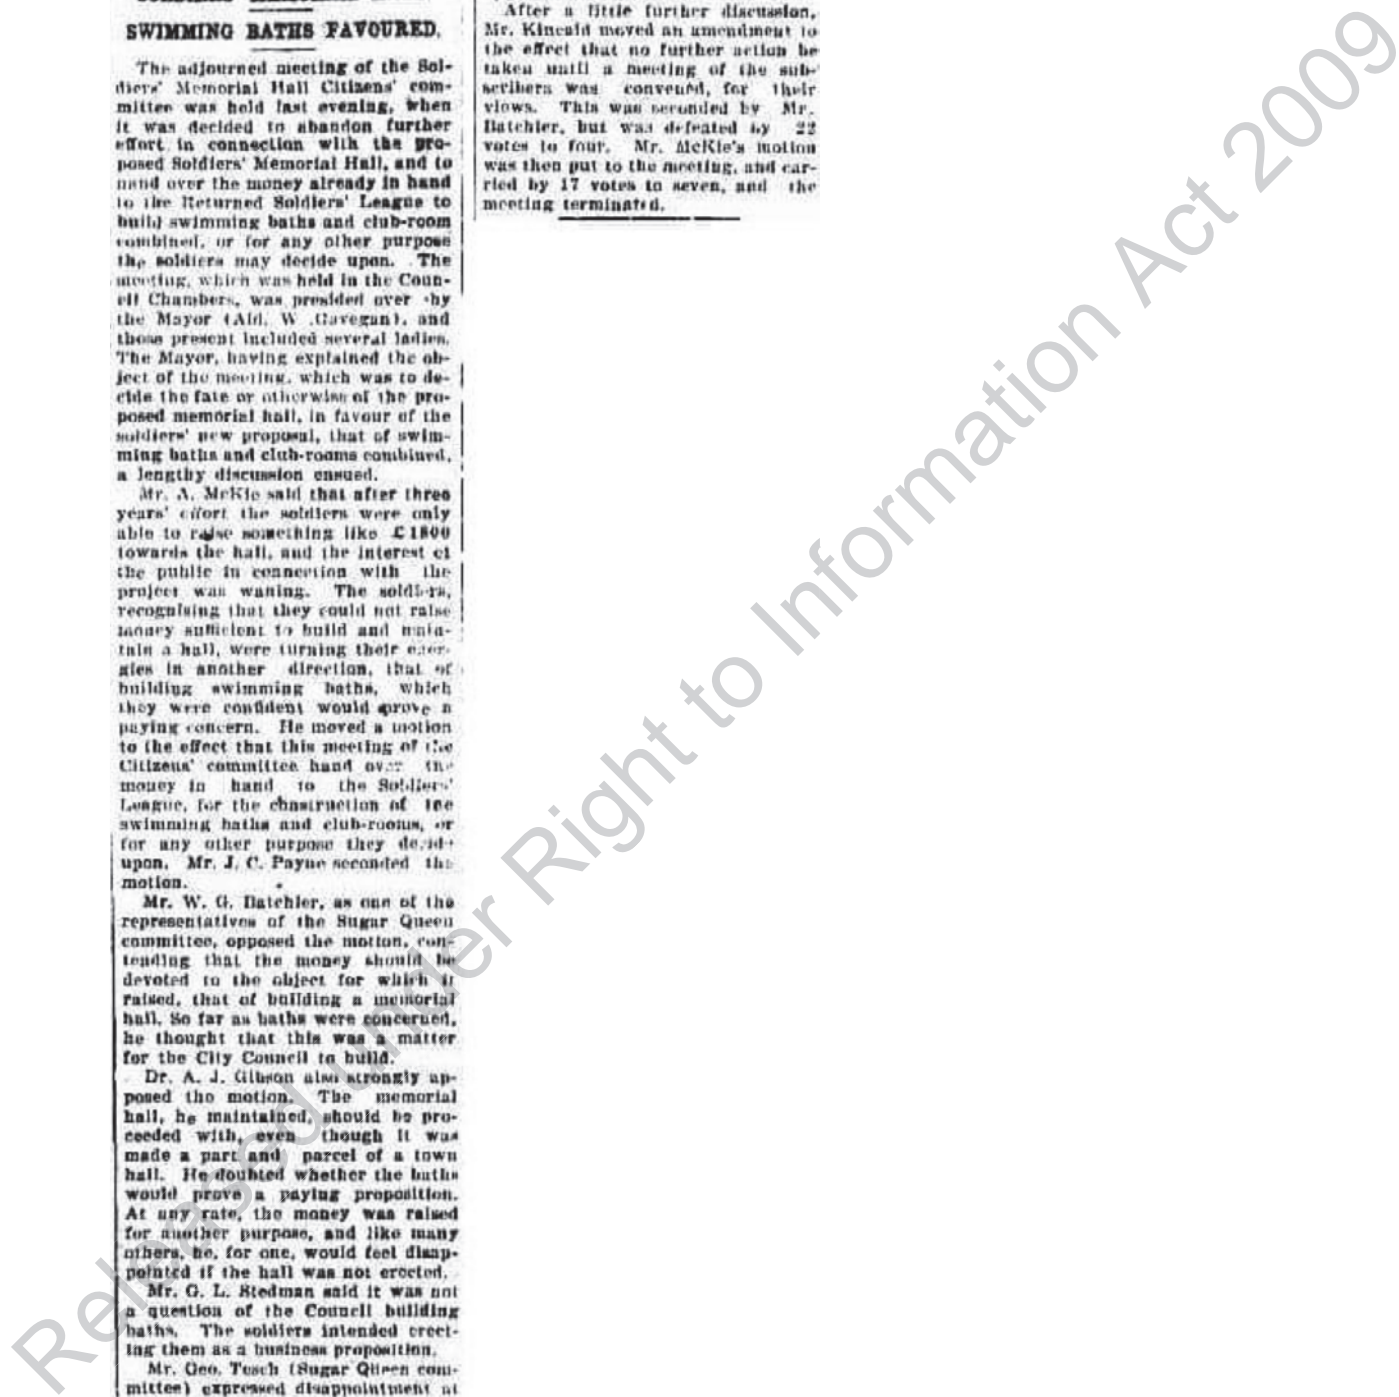 SWIMMING BATHS FAVOURED.
The adjourned meeting of the Sol-
diers' Memorial Hall Citizens' com-
mittee was held last evening, when
it was decided to abandon further
effort in connection with the pro-
posed Soldiers' Memorial Hall, and to
hand over the money already in hand
to the Returned Soldiers' League to
build swimming baths and club-room
combined, or for any other purpose
the soldiers may decide upon. The
meeting, which was held in the Coun-
cil Chambers, was presided over by
the Mayor (Ald. W .Gavegan), and
those present included several ladies.
The Mayor, having explained the ob-
ject of the meeting, which was to de-
cide the fate or otherwise of the pro-
posed memorial hall, in favour of the
soldiers' new proposal, that of swim-
ming baths and club-rooms combined,
a lengthy discussion ensued.
Mr. A. McKie said that after three
years' effort the soldiers were only
able to raise something like £1800
towards the hall, and the interest of
the public in connection with the
project was waning. The soldiers,
recognising that they could not raise
money sufficient to build and main-
tain a hall, were turning their ener-
gies in another direction, that of
building swimming baths, which
they were confident would prove a
paying concern. He moved a motion
to the effect that this meeting of the
Citizens' committee hand over the
money in hand to the Soldiers'
League, for the construction of the
swimming baths and club-rooms, or
for any other purpose they decide
upon. Mr. J. C. Payne seconded the
motion.
Mr. W. G. Batchler, as one of the
representatives of the Sugar Queen
committee, opposed the motion, con-
tending that the money should be
devoted to the object for which it
raised, that of building a memorial
hall. So far as baths were concerned,
he thought that this was a matter
for the City Council to build.
Dr. A. J. Gibson also strongly op-
posed the motion. The memorial
hall, he maintained, should be pro-
ceeded with, even though it was
made a part and parcel of a town
hall. He doubted whether the baths
would prove a paying proposition.
At any rate, the money was raised
for another purpose, and like many
others, he, for one, would feel disap-
pointed if the hall was not erected.
Mr. G. L. Stedman said it was not
a question of the Council building
baths. The soldiers intended erect-
ing them as a business proposition.
Mr. Geo. Tesch (Sugar Queen com-
mittee) expressed disappointment at
After a little further discussion,
Mr. Kincaid moved an amendment to
the effect that no further action be
taken until a meeting of the sub-
scribers was convened, for their
views. This was seconded by Mr.
Batchler, but was defeated by 22
votes to four. Mr. McKie's motion
was then put to the meeting, and car-
ried by 17 votes to seven, and the
meeting terminated.
Released under Right to Information Act 2009